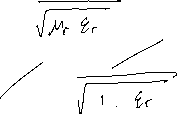 √(μr εr)
√(1 . εr)